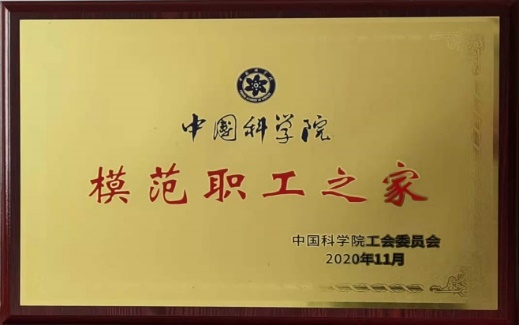 中国科学院
模范职工之家
中国科学院工会委员会
2020年11月